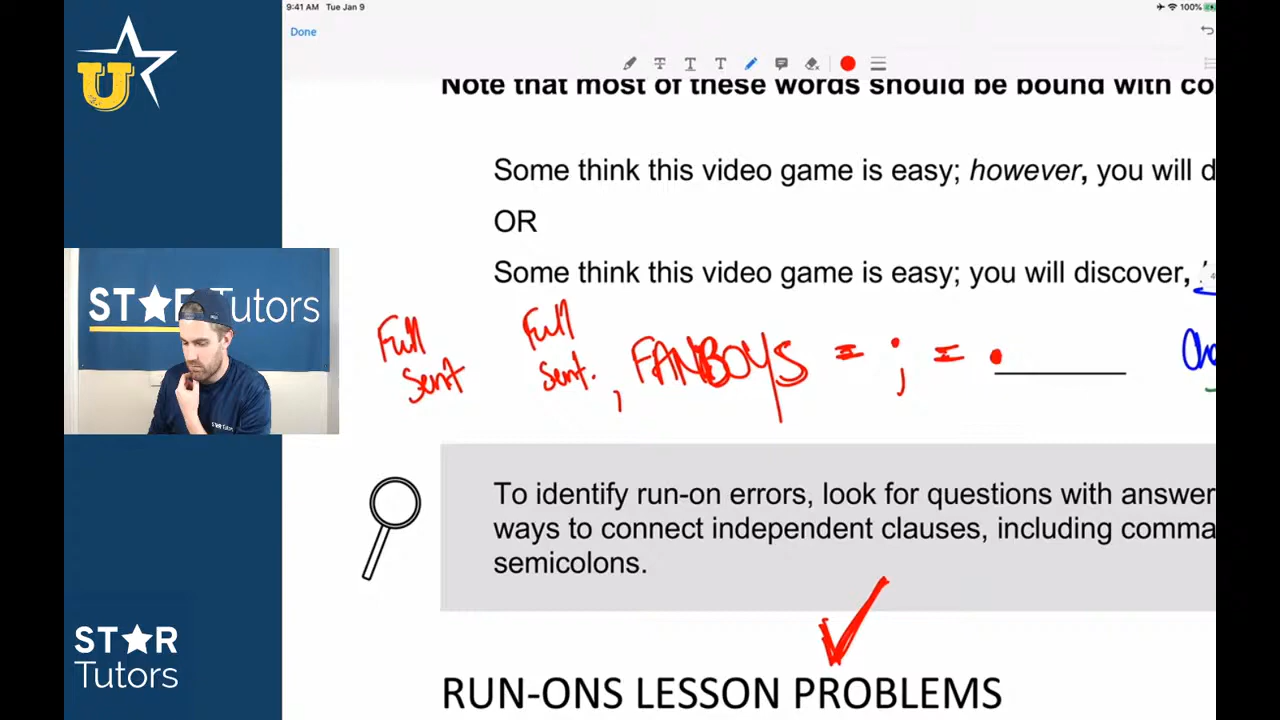 9:41 AM Tue Jan 9
100%
Done
U
Note that most of these words should be bound with co
Some think this video game is easy; however, you will d
OR
Some think this video game is easy; you will discover,
STAR Tutors
Full
sent
Full
sent.
, FANBOYS = ; = .
To identify run-on errors, look for questions with answer
ways to connect independent clauses, including comma
semicolons.
STAR
Tutors
RUN-ONS LESSON PROBLEMS